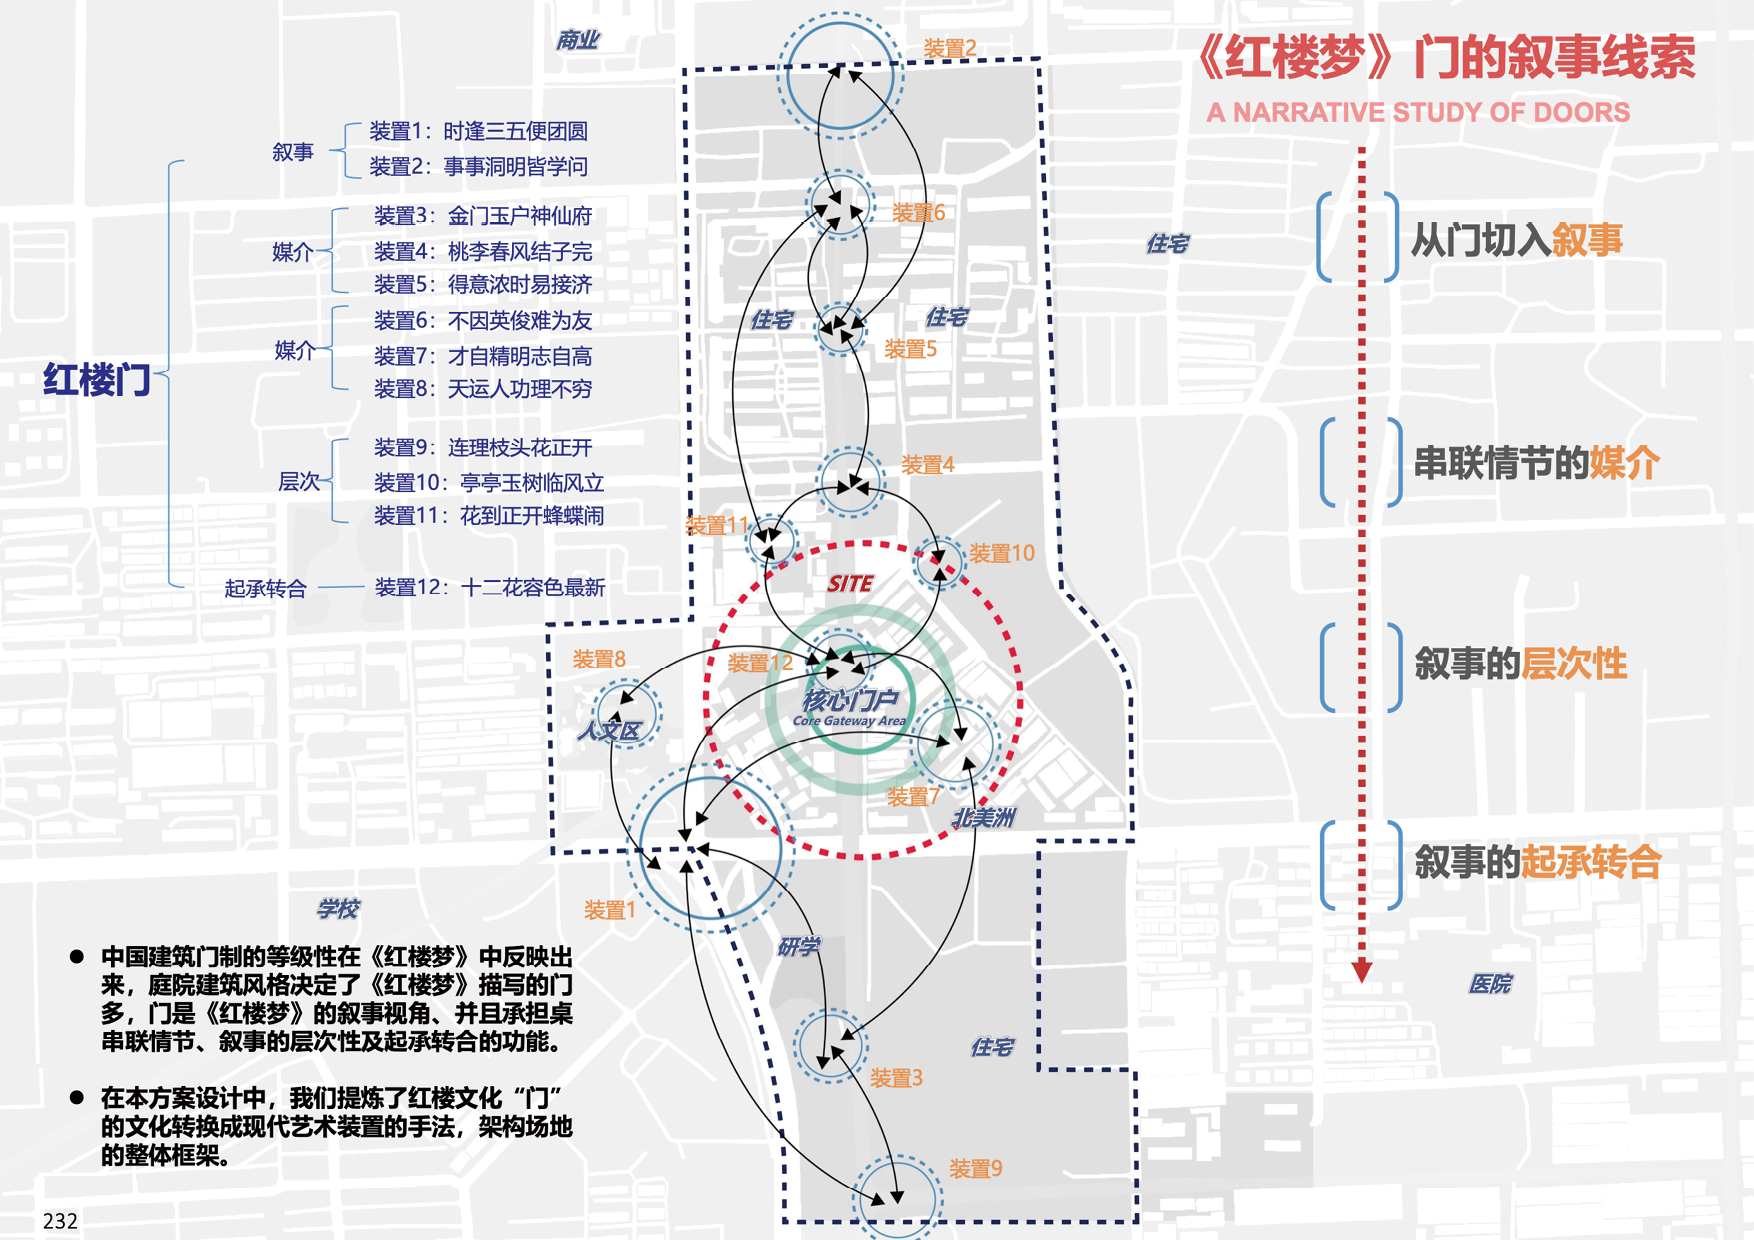 《红楼梦》门的叙事线索
A NARRATIVE STUDY OF DOORS
从门切入叙事
串联情节的媒介
叙事的层次性
叙事的起承转合
红楼门
叙事
装置1：时逢三五便团圆
装置2：事事洞明皆学问
媒介
装置3：金门玉户神仙府
装置4：桃李春风结子完
装置5：得意浓时易接济
媒介
装置6：不因英俊难为友
装置7：才自精明志自高
装置8：天运人功理不穷
层次
装置9：连理枝头花正开
装置10：亭亭玉树临风立
装置11：花到正开蜂蝶闹
起承转合
装置12：十二花容色最新
商业
装置2
装置6
住宅
住宅
住宅
装置5
装置4
装置11
装置10
SITE
装置8
装置12
核心门户
Core Gateway Area
人文区
装置7
北美洲
装置1
学校
研学
医院
住宅
装置3
装置9
● 中国建筑门制的等级性在《红楼梦》中反映出
来，庭院建筑风格决定了《红楼梦》描写的门
多，门是《红楼梦》的叙事视角、并且承担桌
串联情节、叙事的层次性及起承转合的功能。
● 在本方案设计中，我们提炼了红楼文化“门”
的文化转换成现代艺术装置的手法，架构场地
的整体框架。
232